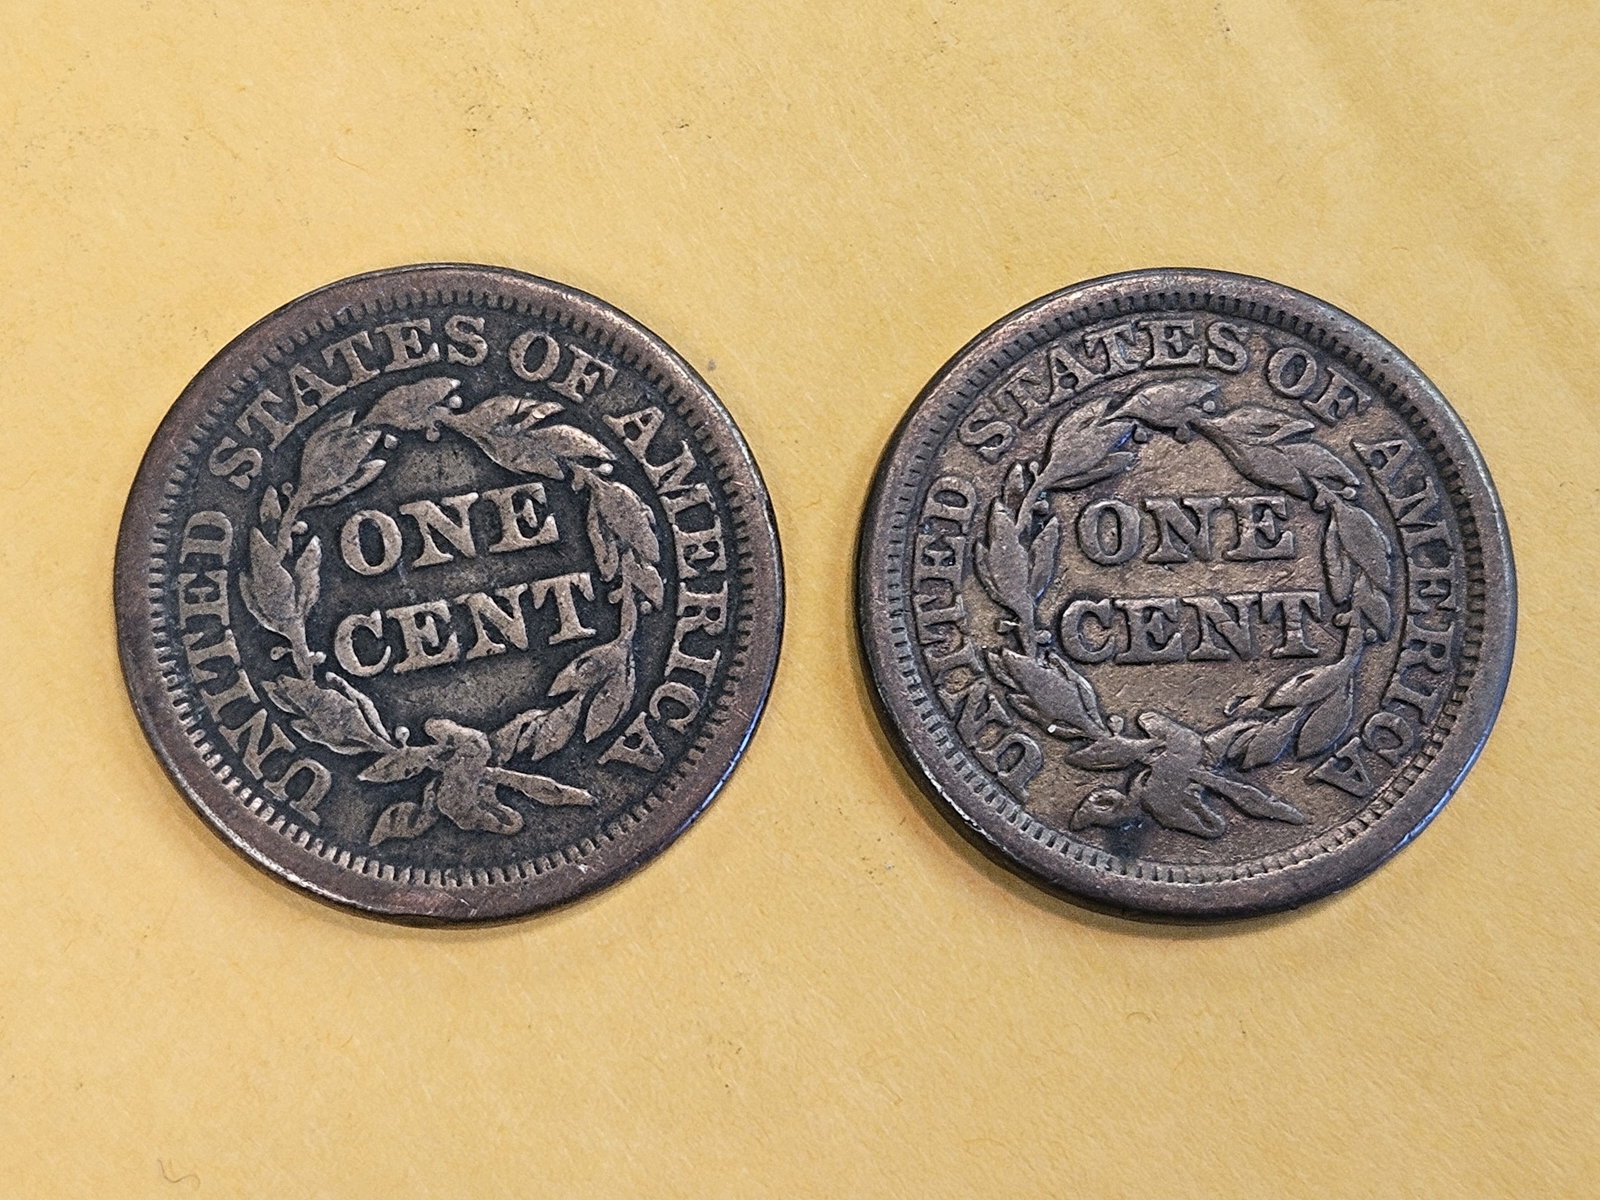 UNITED STATES OF AMERICA
ONE
CENT
UNITED STATES OF AMERICA
ONE
CENT